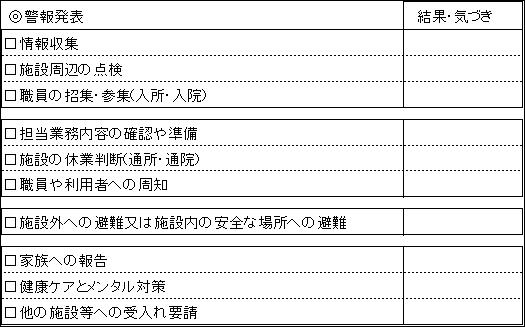 ◎警報発表 結果・気づき
□情報収集
□施設周辺の点検
□職員の招集・参集(入所・入院)
□担当業務内容の確認や準備
□施設の休業判断(通所・通院)
□職員や利用者への周知
□施設外への避難又は施設内の安全な場所への避難
□家族への報告
□健康ケアとメンタル対策
□他の施設等への受入れ要請